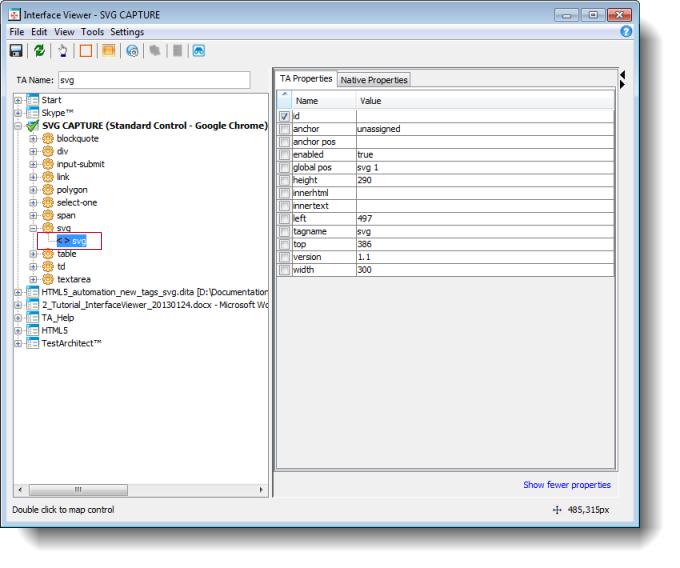 Interface Viewer - SVG CAPTURE
File Edit View Tools Settings
TA Name: svg
Start
Skype™
SVG CAPTURE (Standard Control - Google Chrome)
blockquote
div
input-submit
link
polygon
select-one
span
svg
< > svg
table
td
textarea
HTML5_automation_new_tags_svg.dita [D:\Documentation
2_Tutorial_InterfaceViewer_20130124.docx - Microsoft Wo
TA_Help
HTML5
TestArchitect™
TA Properties Native Properties
Name Value
id
anchor unassigned
anchor pos
enabled true
global pos svg 1
height 290
innerhtml
innertext
left 497
tagname svg
top 386
version 1.1
width 300
Show fewer properties
Double click to map control
485,315px